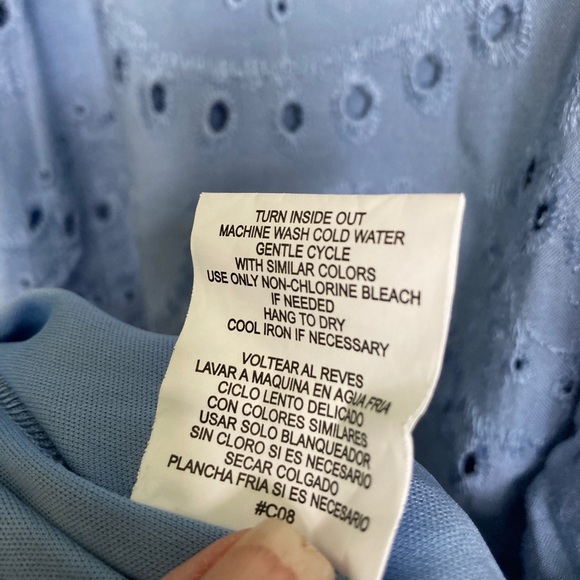 TURN INSIDE OUT
MACHINE WASH COLD WATER
GENTLE CYCLE
WITH SIMILAR COLORS
USE ONLY NON-CHLORINE BLEACH
IF NEEDED
HANG TO DRY
COOL IRON IF NECESSARY
VOLTEAR AL REVES
LAVAR A MAQUINA EN AGUA FRIA
CICLO LENTO DELICADO
CON COLORES SIMILARES
USAR SOLO BLANQUEADOR
SIN CLORO SI ES NECESARIO
SECAR COLGADO
PLANCHA FRIA SI ES NECESARIO
#C08